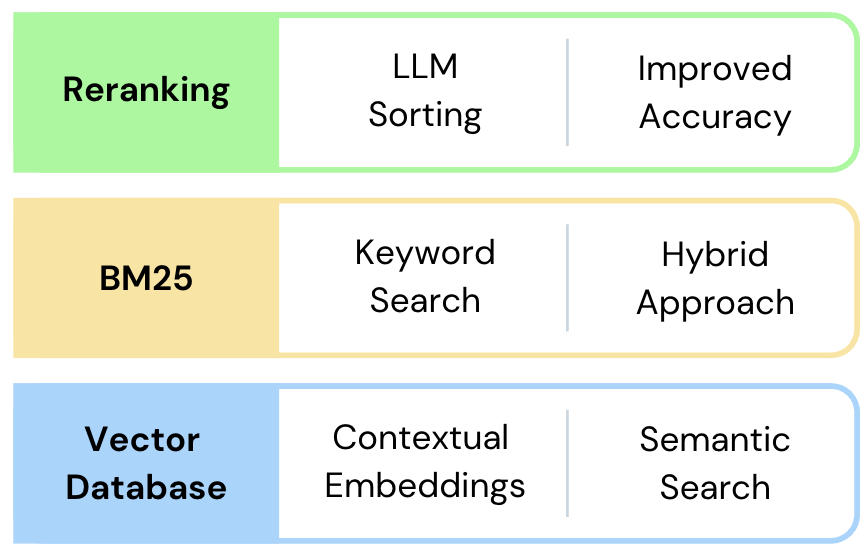 Reranking
LLM
Sorting
Improved
Accuracy
BM25
Keyword
Search
Hybrid
Approach
Vector
Database
Contextual
Embeddings
Semantic
Search